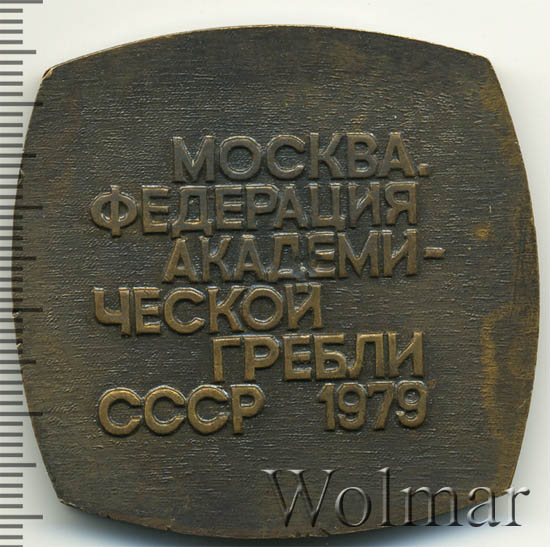 МОСКВА.
ФЕДЕРАЦИЯ
АКАДЕМИ-
ЧЕСКОЙ
ГРЕБЛИ
СССР 1979
Wolmar